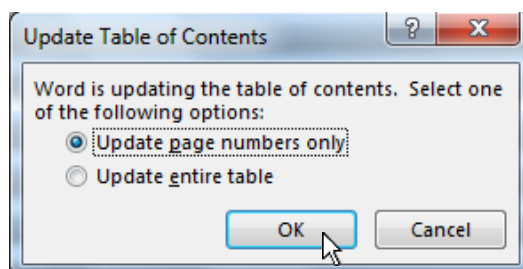 Update Table of Contents
? X
Word is updating the table of contents. Select one
of the following options:
Update page numbers only
Update entire table
OK Cancel